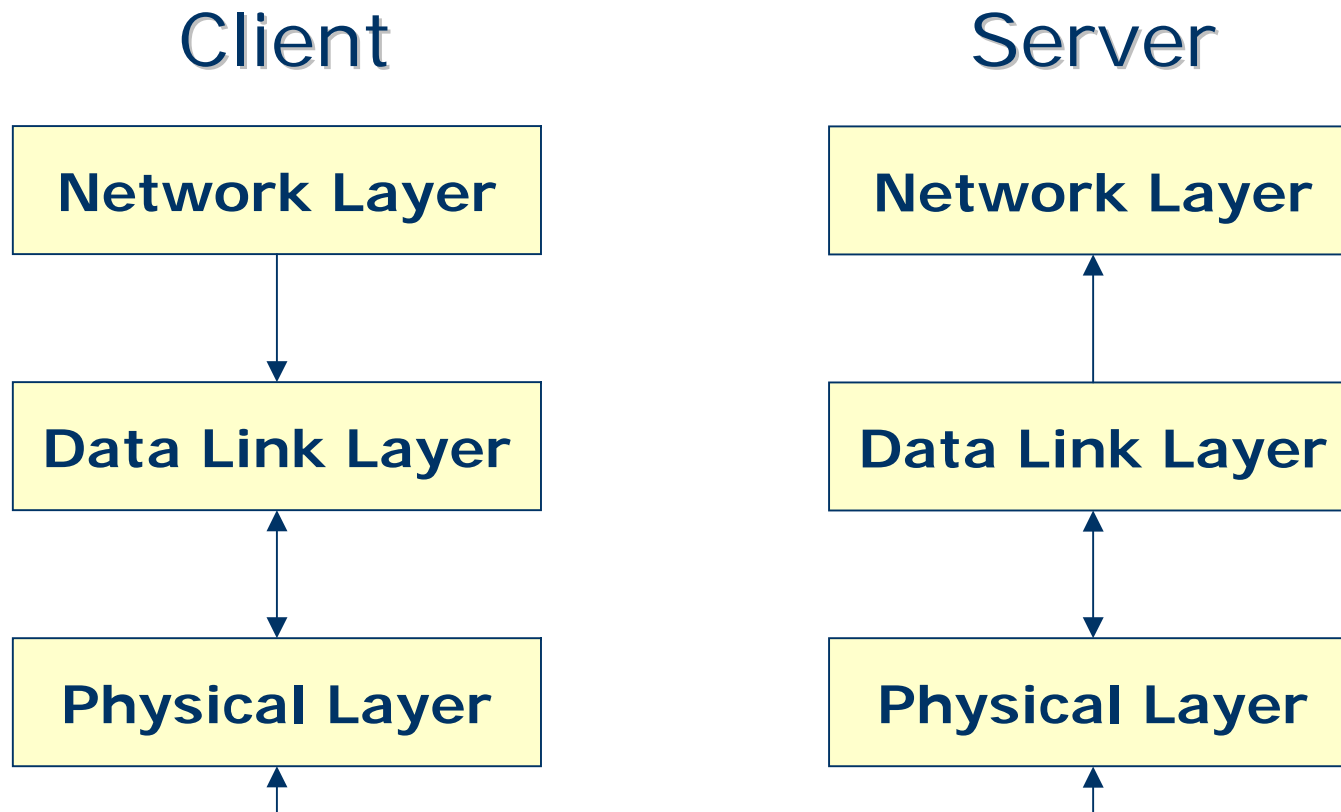 Client
Server
Network Layer
Network Layer
Data Link Layer
Data Link Layer
Physical Layer
Physical Layer